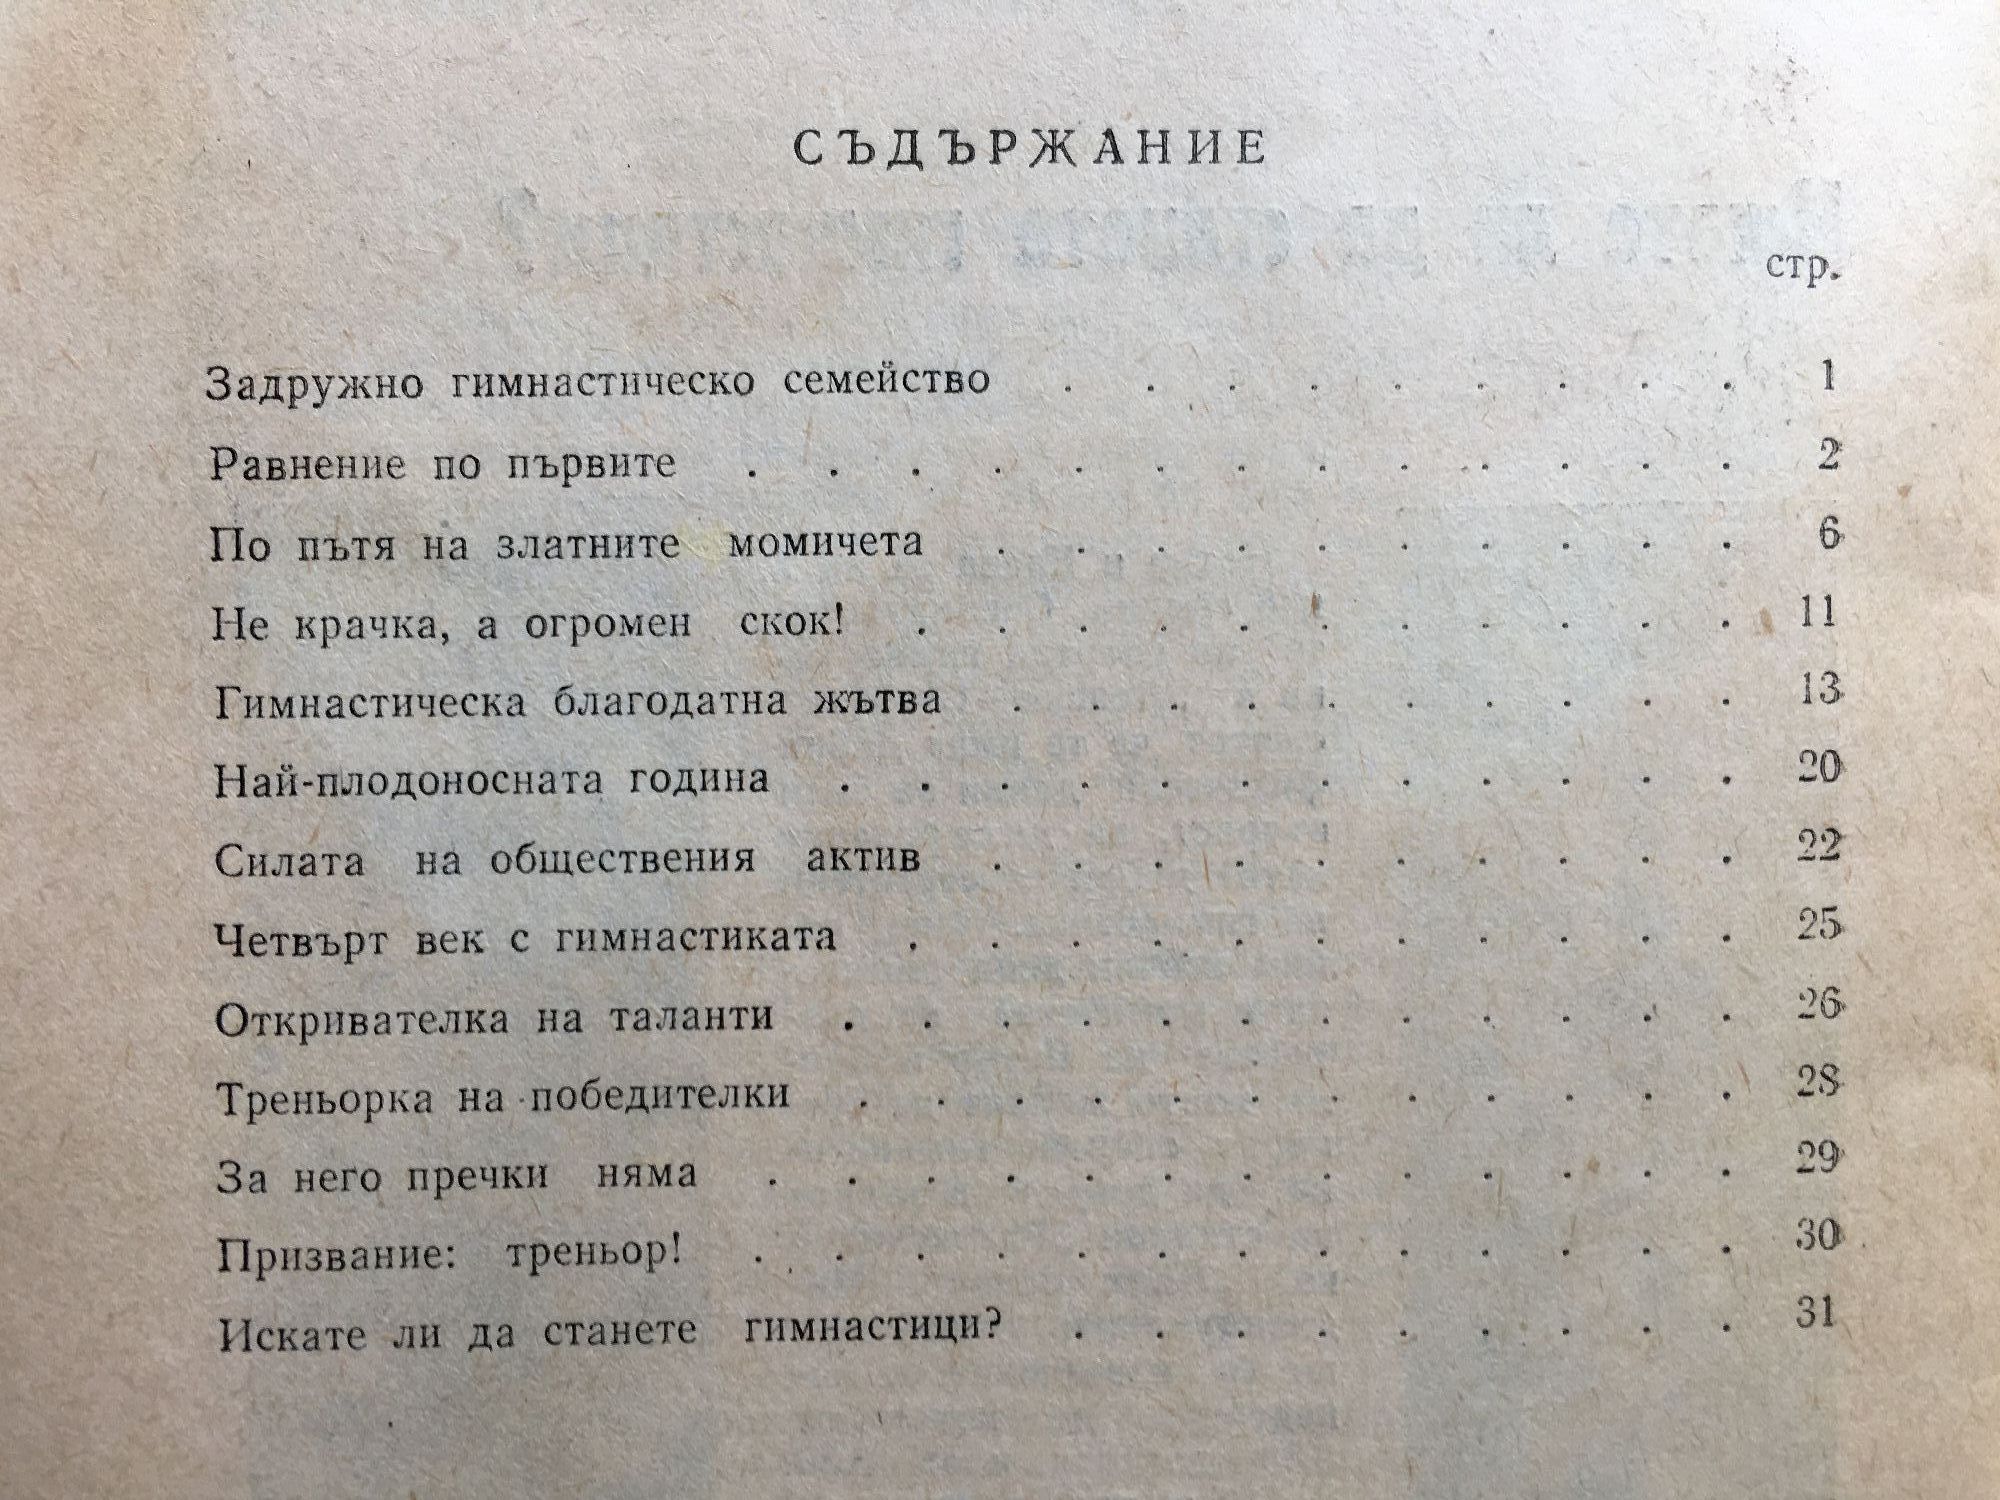 СЪДЪРЖАНИЕ
стр.
Задружно гимнастическо семейство . . . . . . . . . 1
Равнение по първите . . . . . . . . . . . . . 2
По пътя на златните момичета . . . . . . . . . . 6
Не крачка, а огромен скок! . . . . . . . . . . . 11
Гимнастическа благодатна жътва . . . . . . . . . . 13
Най-плодоносната година . . . . . . . . . . . . 20
Силата на обществения актив . . . . . . . . . . 22
Четвърт век с гимнастиката . . . . . . . . . . . 25
Откривателка на таланти . . . . . . . . . . . . 26
Треньорка на победителки . . . . . . . . . . . . 28
За него пречки няма . . . . . . . . . . . . . 29
Призвание: треньор! . . . . . . . . . . . . . 30
Искате ли да станете гимнастици? . . . . . . . . . 31